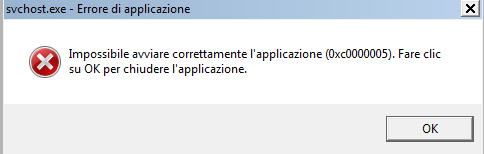 svchost.exe - Errore di applicazione
Impossibile avviare correttamente l'applicazione (0xc0000005). Fare clic
su OK per chiudere l'applicazione.
OK